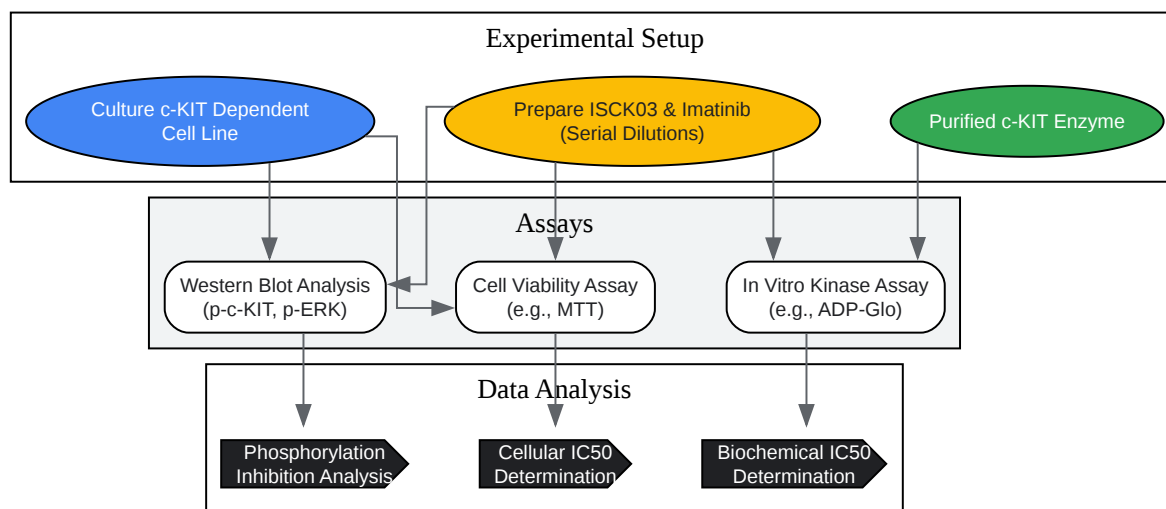 Experimental Setup
Culture c-KIT Dependent
Cell Line
Prepare ISCK03 & Imatinib
(Serial Dilutions)
Purified c-KIT Enzyme
Assays
Western Blot Analysis
(p-c-KIT, p-ERK)
Cell Viability Assay
(e.g., MTT)
In Vitro Kinase Assay
(e.g., ADP-Glo)
Data Analysis
Phosphorylation
Inhibition Analysis
Cellular IC50
Determination
Biochemical IC50
Determination